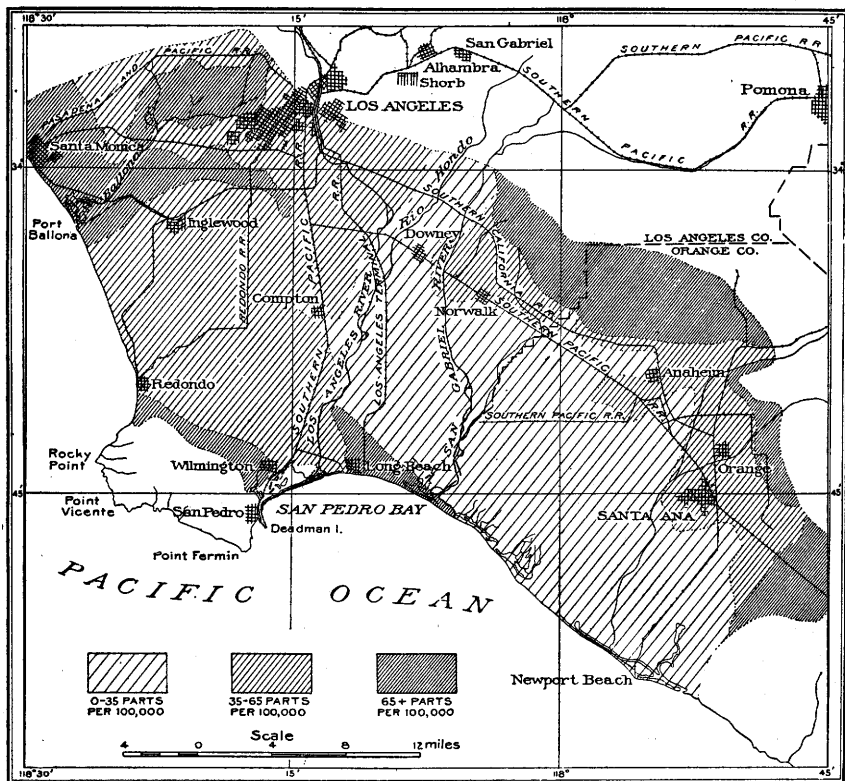 118°30'
15'
118°
45'
San Gabriel
Alhambra
Shorb
SOUTHERN PACIFIC R R
SOUTHERN PACIFIC R.R.
Pomona
PASADENA AND PACIFIC R.R.
LOS ANGELES
Santa Monica
34°
34°
Ballona
Port
Ballona
Inglewood
Rio Hondo
Downey
SOUTHERN CALIFORNIA R.R.
LOS ANGELES CO.
ORANGE CO.
REDONDO R.R.
SOUTHERN PACIFIC R.R.
LOS ANGELES RIVER
LOS ANGELES TERM
R.R.
Compton
Norwalk
SAN GABRIEL RIVER
SOUTHERN PACIFIC R.R.
Anaheim
Redondo
SOUTHERN PACIFIC R.R.
Rocky
Point
Wilmington
Long Beach
Orange
45'
45'
Point
Vicente
San Pedro
SAN PEDRO BAY
SANTA ANA
Deadman I.
Point Fermin
PACIFIC OCEAN
Newport Beach
0-35 PARTS
PER 100,000
35-65 PARTS
PER 100,000
65+ PARTS
PER 100,000
Scale
4 0 4 8 12 miles
118°30'
15'
118°
45'